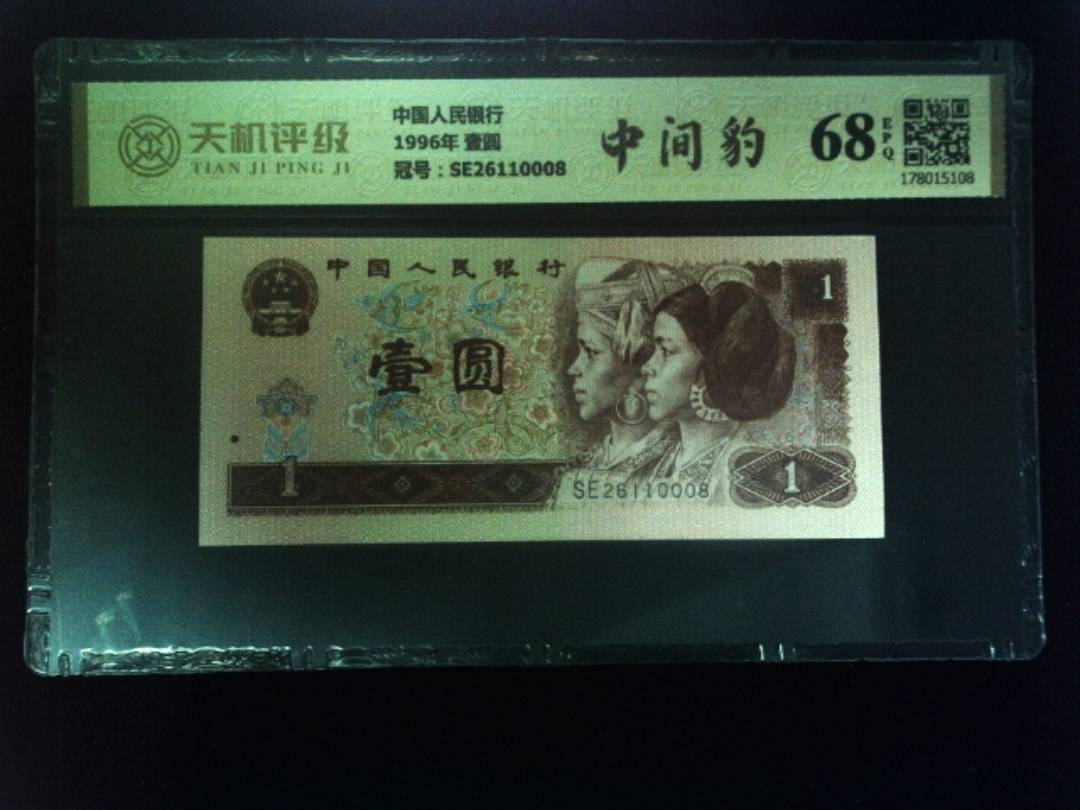 天机评级
TIAN JI PING JI
中国人民银行
1996年 壹圆
冠号：SE26110008
中间豹
68
EPQ
178015108
中国人民银行
1
壹圆
1
SE26110008
1